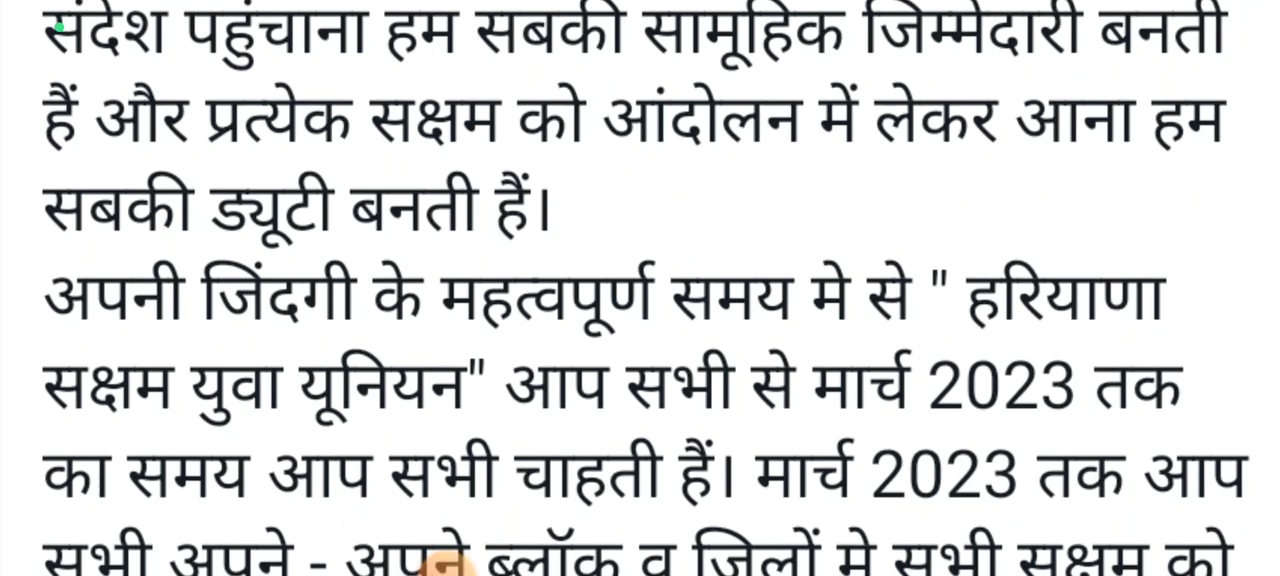 संदेश पहुंचाना हम सबकी सामूहिक जिम्मेदारी बनती
हैं और प्रत्येक सक्षम को आंदोलन में लेकर आना हम
सबकी ड्यूटी बनती हैं।
अपनी जिंदगी के महत्वपूर्ण समय मे से " हरियाणा
सक्षम युवा यूनियन" आप सभी से मार्च 2023 तक
का समय आप सभी चाहती हैं। मार्च 2023 तक आप
सभी अपने - अपने ब्लॉक व जिलों मे सभी सक्षम को